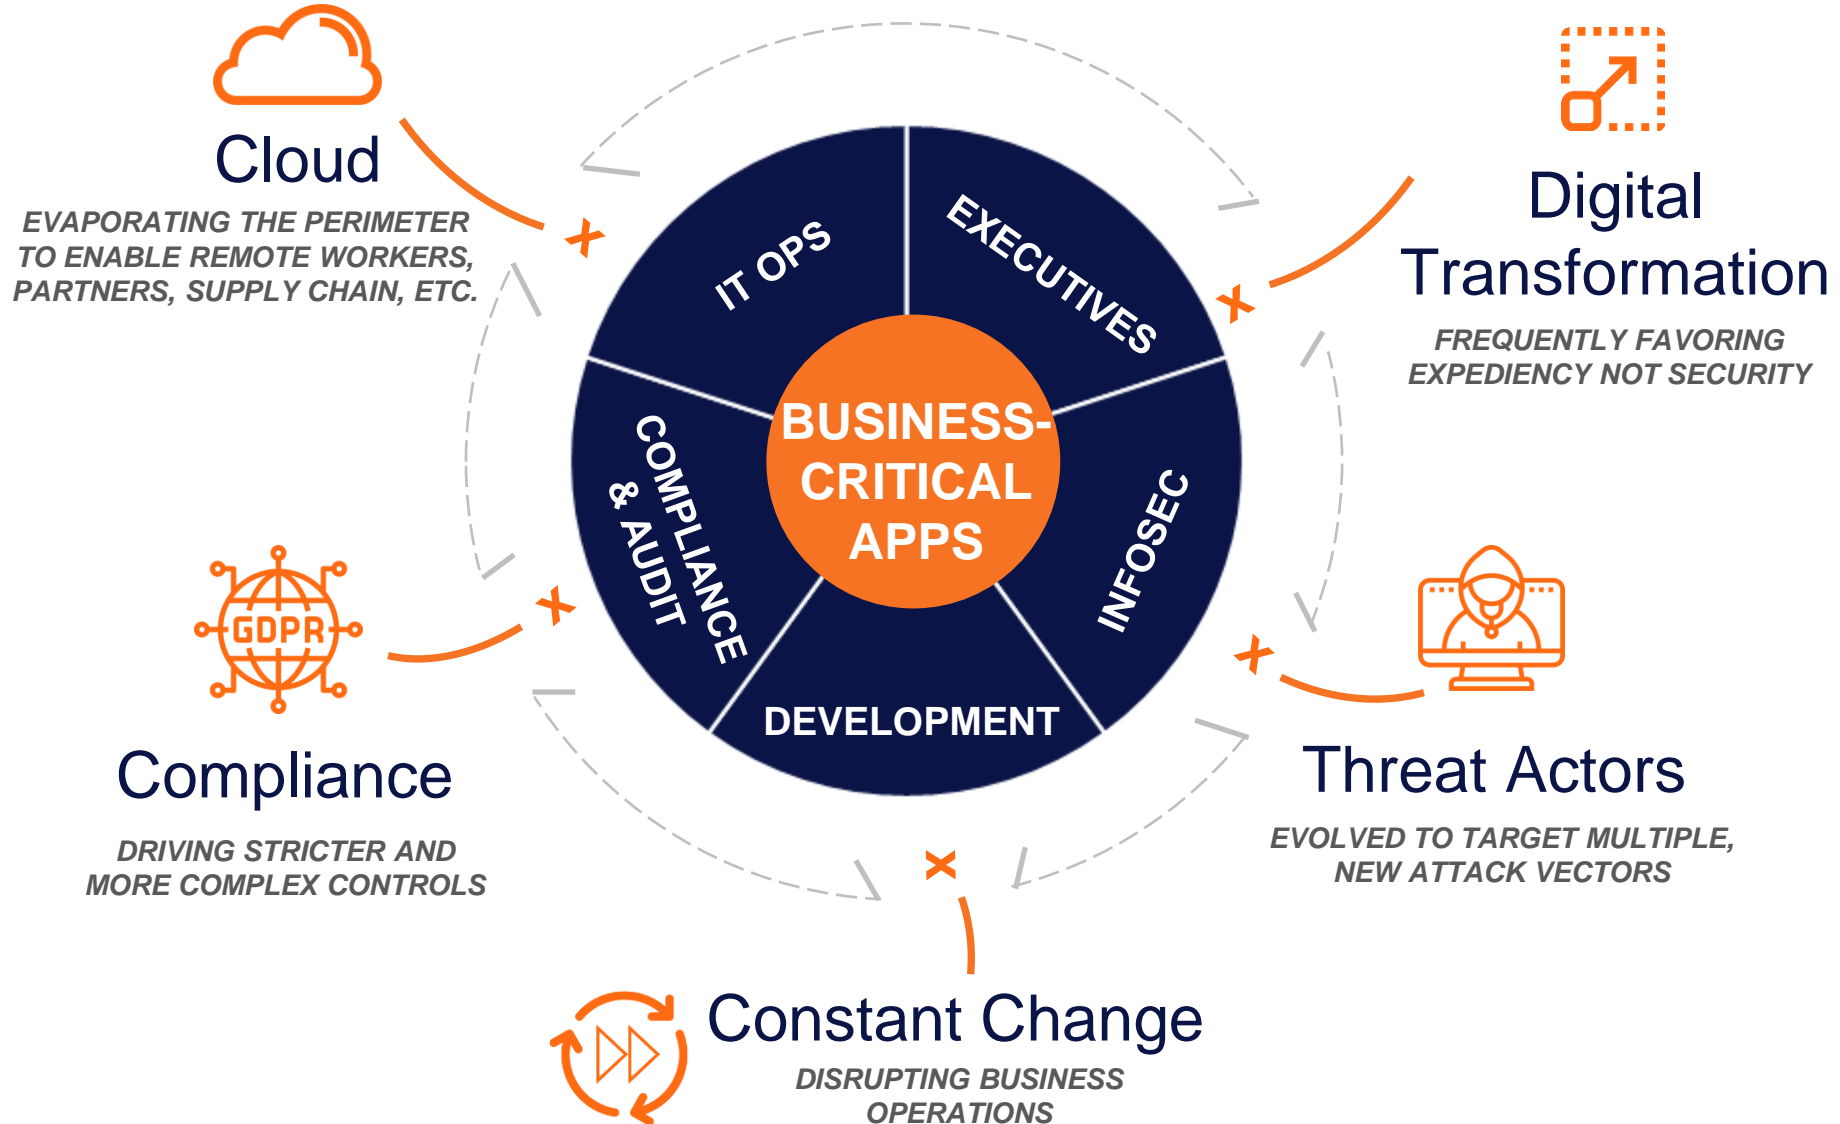 Cloud
EVAPORATING THE PERIMETER
TO ENABLE REMOTE WORKERS,
PARTNERS, SUPPLY CHAIN, ETC.
Digital
Transformation
FREQUENTLY FAVORING
EXPEDIENCY NOT SECURITY
IT OPS
EXECUTIVES
BUSINESS-
CRITICAL
APPS
COMPLIANCE
& AUDIT
INFOSEC
DEVELOPMENT
GDPR
Compliance
DRIVING STRICTER AND
MORE COMPLEX CONTROLS
Threat Actors
EVOLVED TO TARGET MULTIPLE,
NEW ATTACK VECTORS
Constant Change
DISRUPTING BUSINESS
OPERATIONS